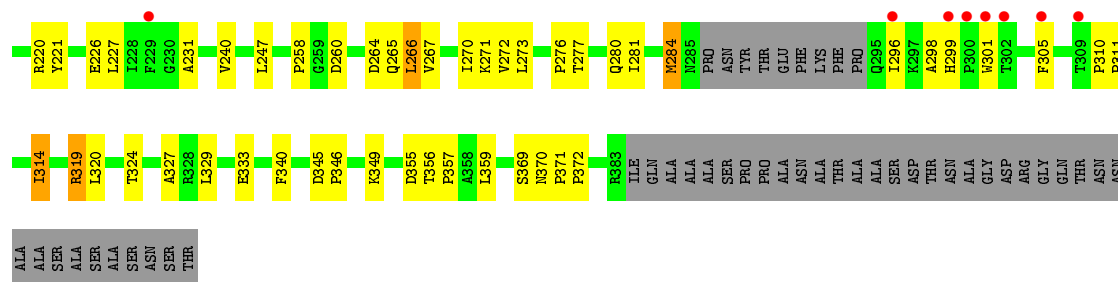 R220 Y221 E226 L227 I228 F229 G230 A231 V240 L247 P258 G259 D260 D264 Q265 L266 V267 I270 K271 V272 L273 P276 T277 Q280 I281 M284 N285 PRO ASN TYR THR GLU PHE LYS PHE PRO Q295 I296 K297 A298 H299 P300 W301 T302 F305 T309 P310 P311
I314 R319 L320 T324 A327 R328 L329 E333 F340 D345 P346 K349 D355 T356 P357 A358 L359 S369 N370 P371 P372 R383 ILE GLN ALA ALA ALA ALA SER PRO PRO ALA ASN ALA THR ALA ALA SER ASP THR ASN ALA GLY ASP ARG GLY GLN THR ASN ASN
ALA ALA SER ALA SER ALA SER ASN SER THR